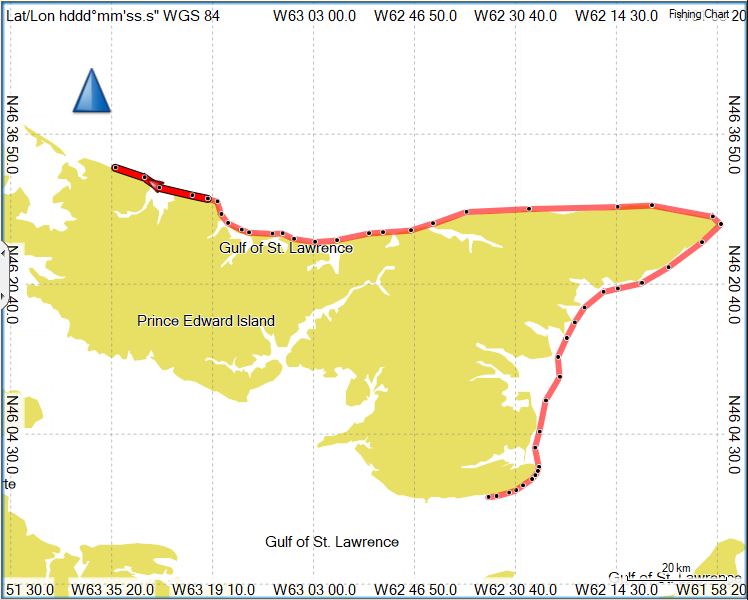 Lat/Lon hddd°mm'ss.s" WGS 84 W63 03 00.0 W62 46 50.0 W62 30 40.0 W62 14 30.0 Fishing Chart 20
N46 36 50.0
N46 36 50.0
Gulf of St. Lawrence
N46 20 40.0
N46 20 40.0
Prince Edward Island
N46 04 30.0
N46 04 30.0
te
Gulf of St. Lawrence
20 km
Gulf of St. Lawrence
51 30.0 W63 35 20.0 W63 19 10.0 W63 03 00.0 W62 46 50.0 W62 30 40.0 W62 14 30.0 W61 58 20